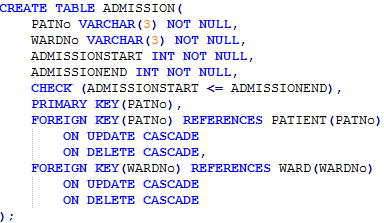 CREATE TABLE ADMISSION(
PATNo VARCHAR(3) NOT NULL,
WARDNo VARCHAR(3) NOT NULL,
ADMISSIONSTART INT NOT NULL,
ADMISSIONEND INT NOT NULL,
CHECK (ADMISSIONSTART <= ADMISSIONEND),
PRIMARY KEY(PATNo),
FOREIGN KEY(PATNo) REFERENCES PATIENT(PATNo)
ON UPDATE CASCADE
ON DELETE CASCADE,
FOREIGN KEY(WARDNo) REFERENCES WARD(WARDNo)
ON UPDATE CASCADE
ON DELETE CASCADE
);